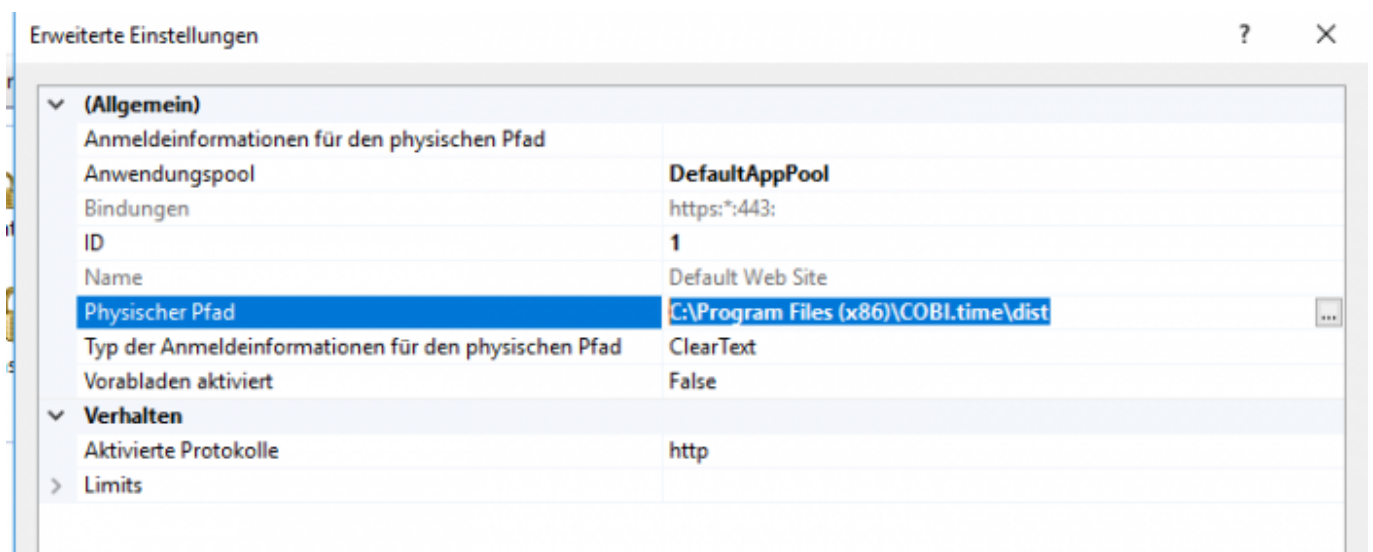 Erweiterte Einstellungen
?
(Allgemein)
Anmeldeinformationen für den physischen Pfad
Anwendungspool DefaultAppPool
Bindungen https:*:443:
ID 1
Name Default Web Site
Physischer Pfad C:\Program Files (x86)\COBI.time\dist ...
Typ der Anmeldeinformationen für den physischen Pfad ClearText
Vorabladen aktiviert False
Verhalten
Aktivierte Protokolle http
Limits